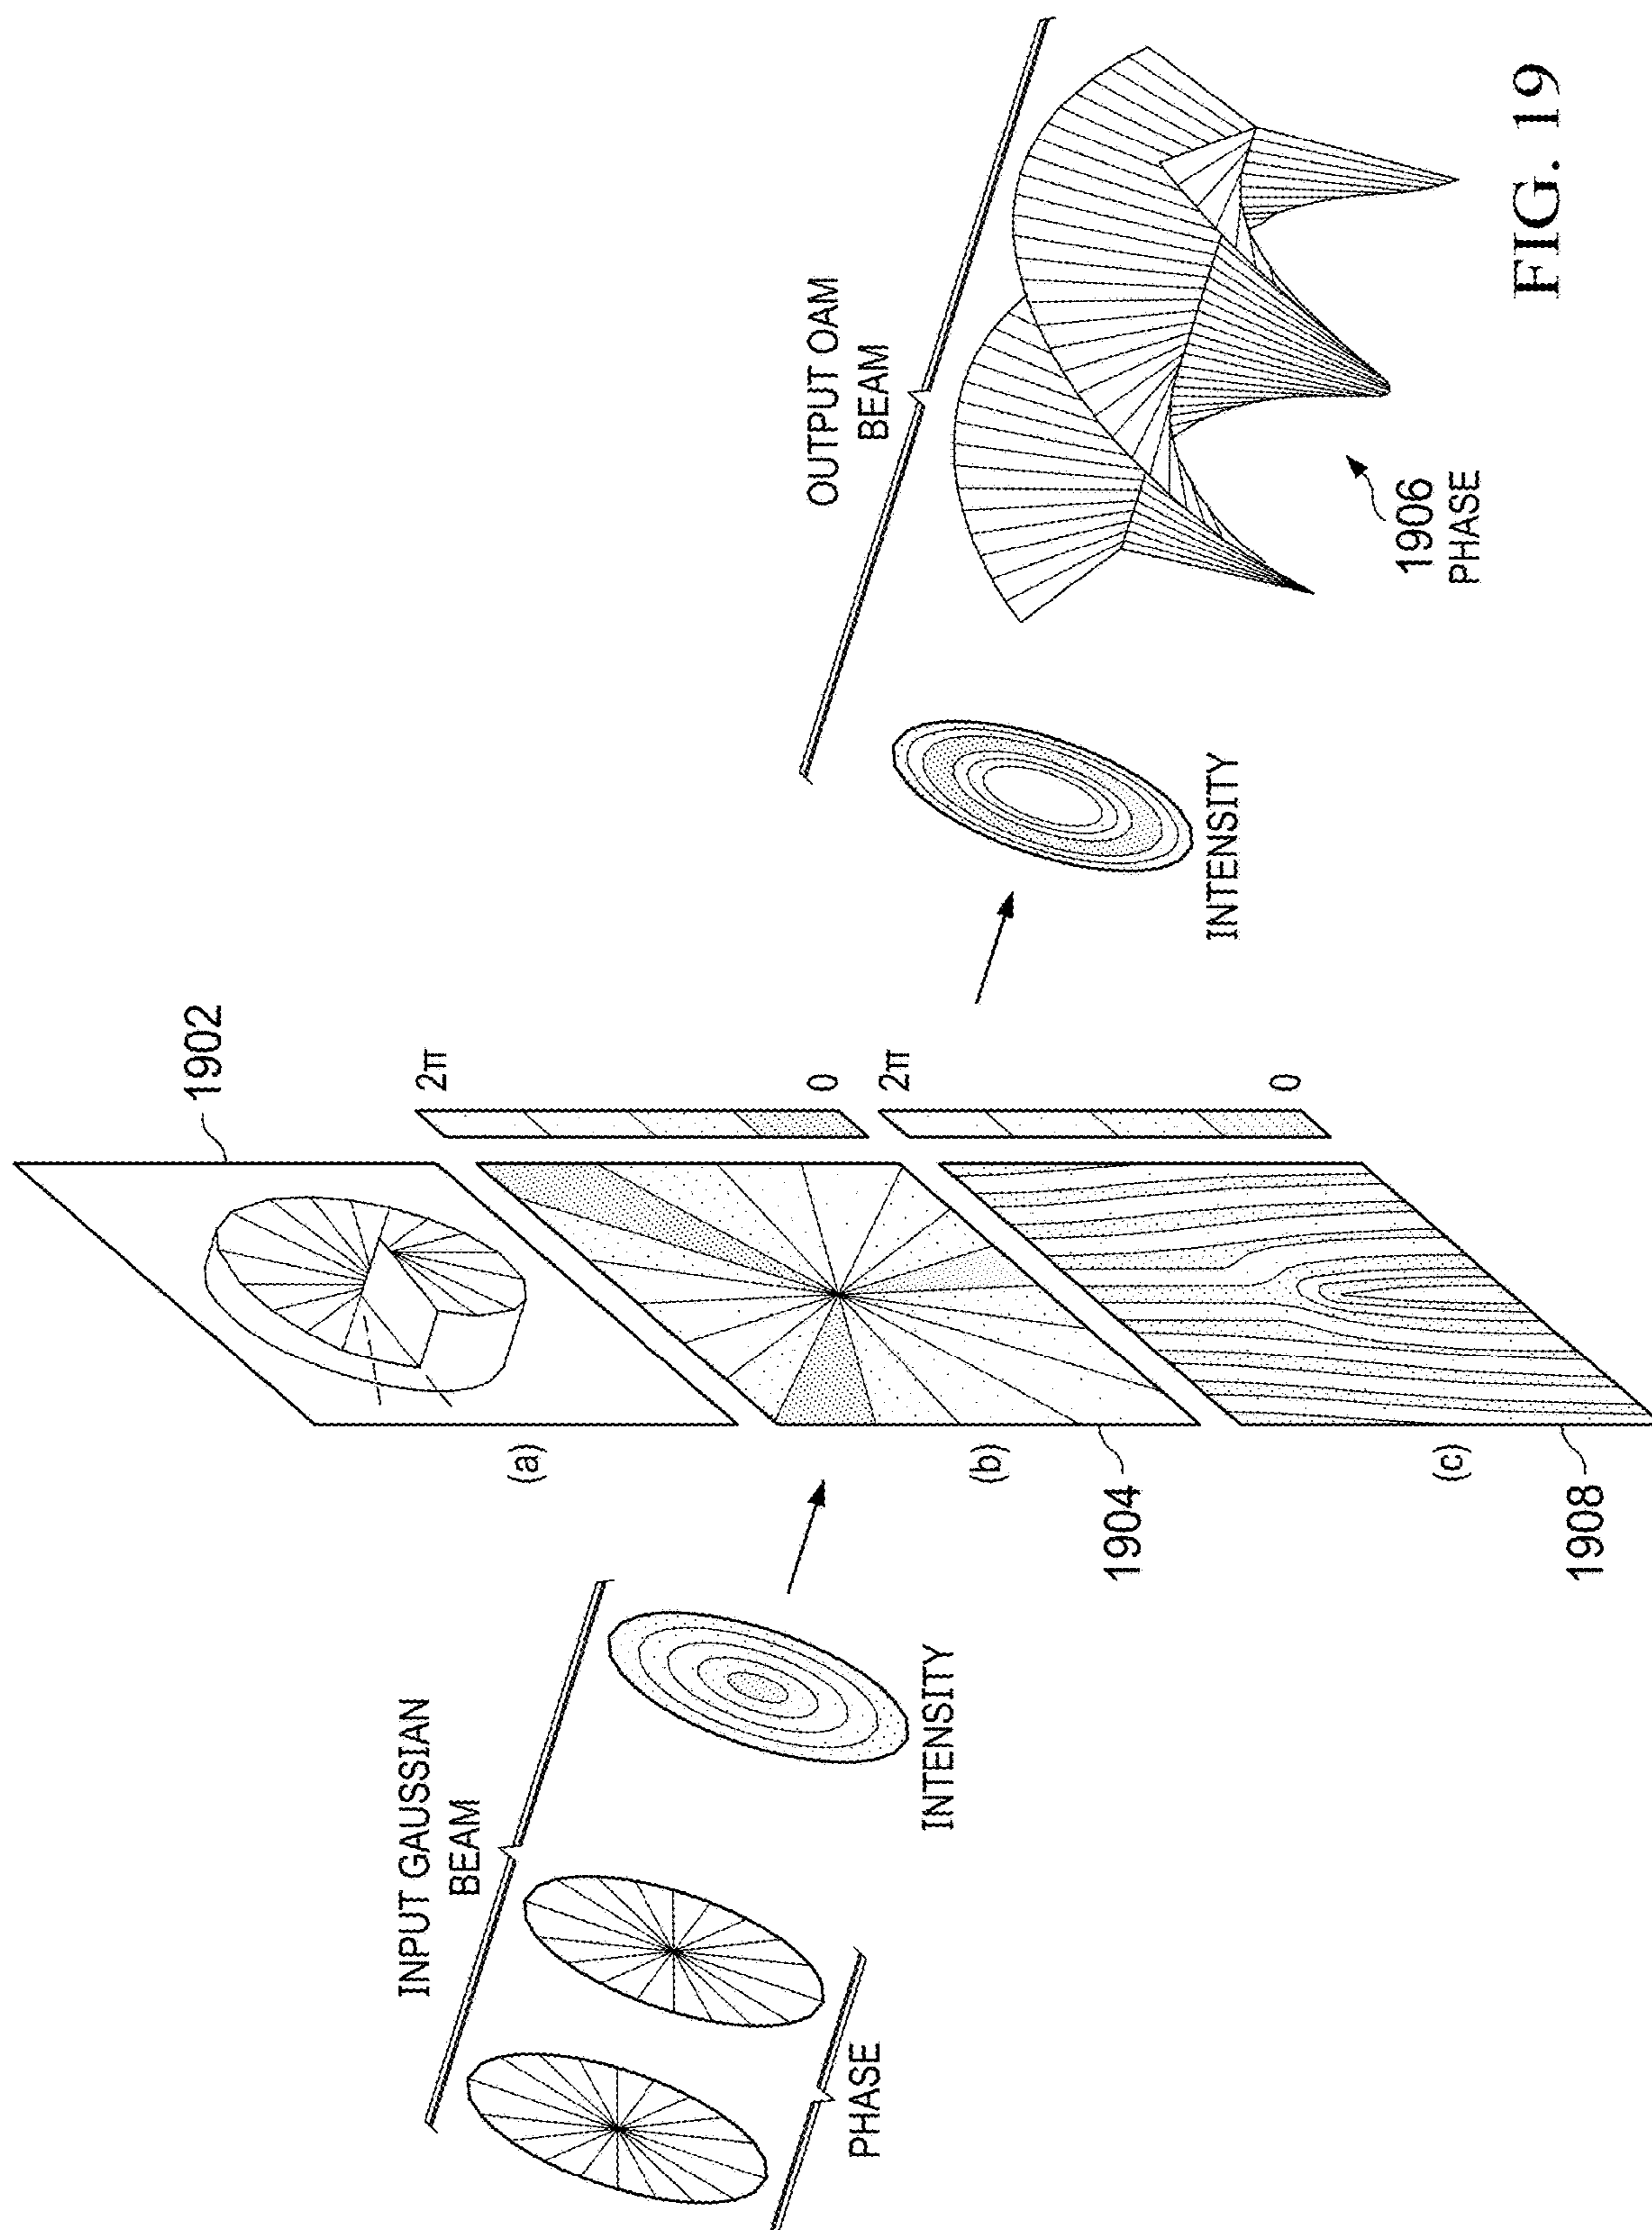 INPUT GAUSSIAN
BEAM
PHASE
INTENSITY
(a)
1902
2π
0
(b)
1904
2π
0
(c)
1908
OUTPUT OAM
BEAM
INTENSITY
1906
PHASE
FIG. 19